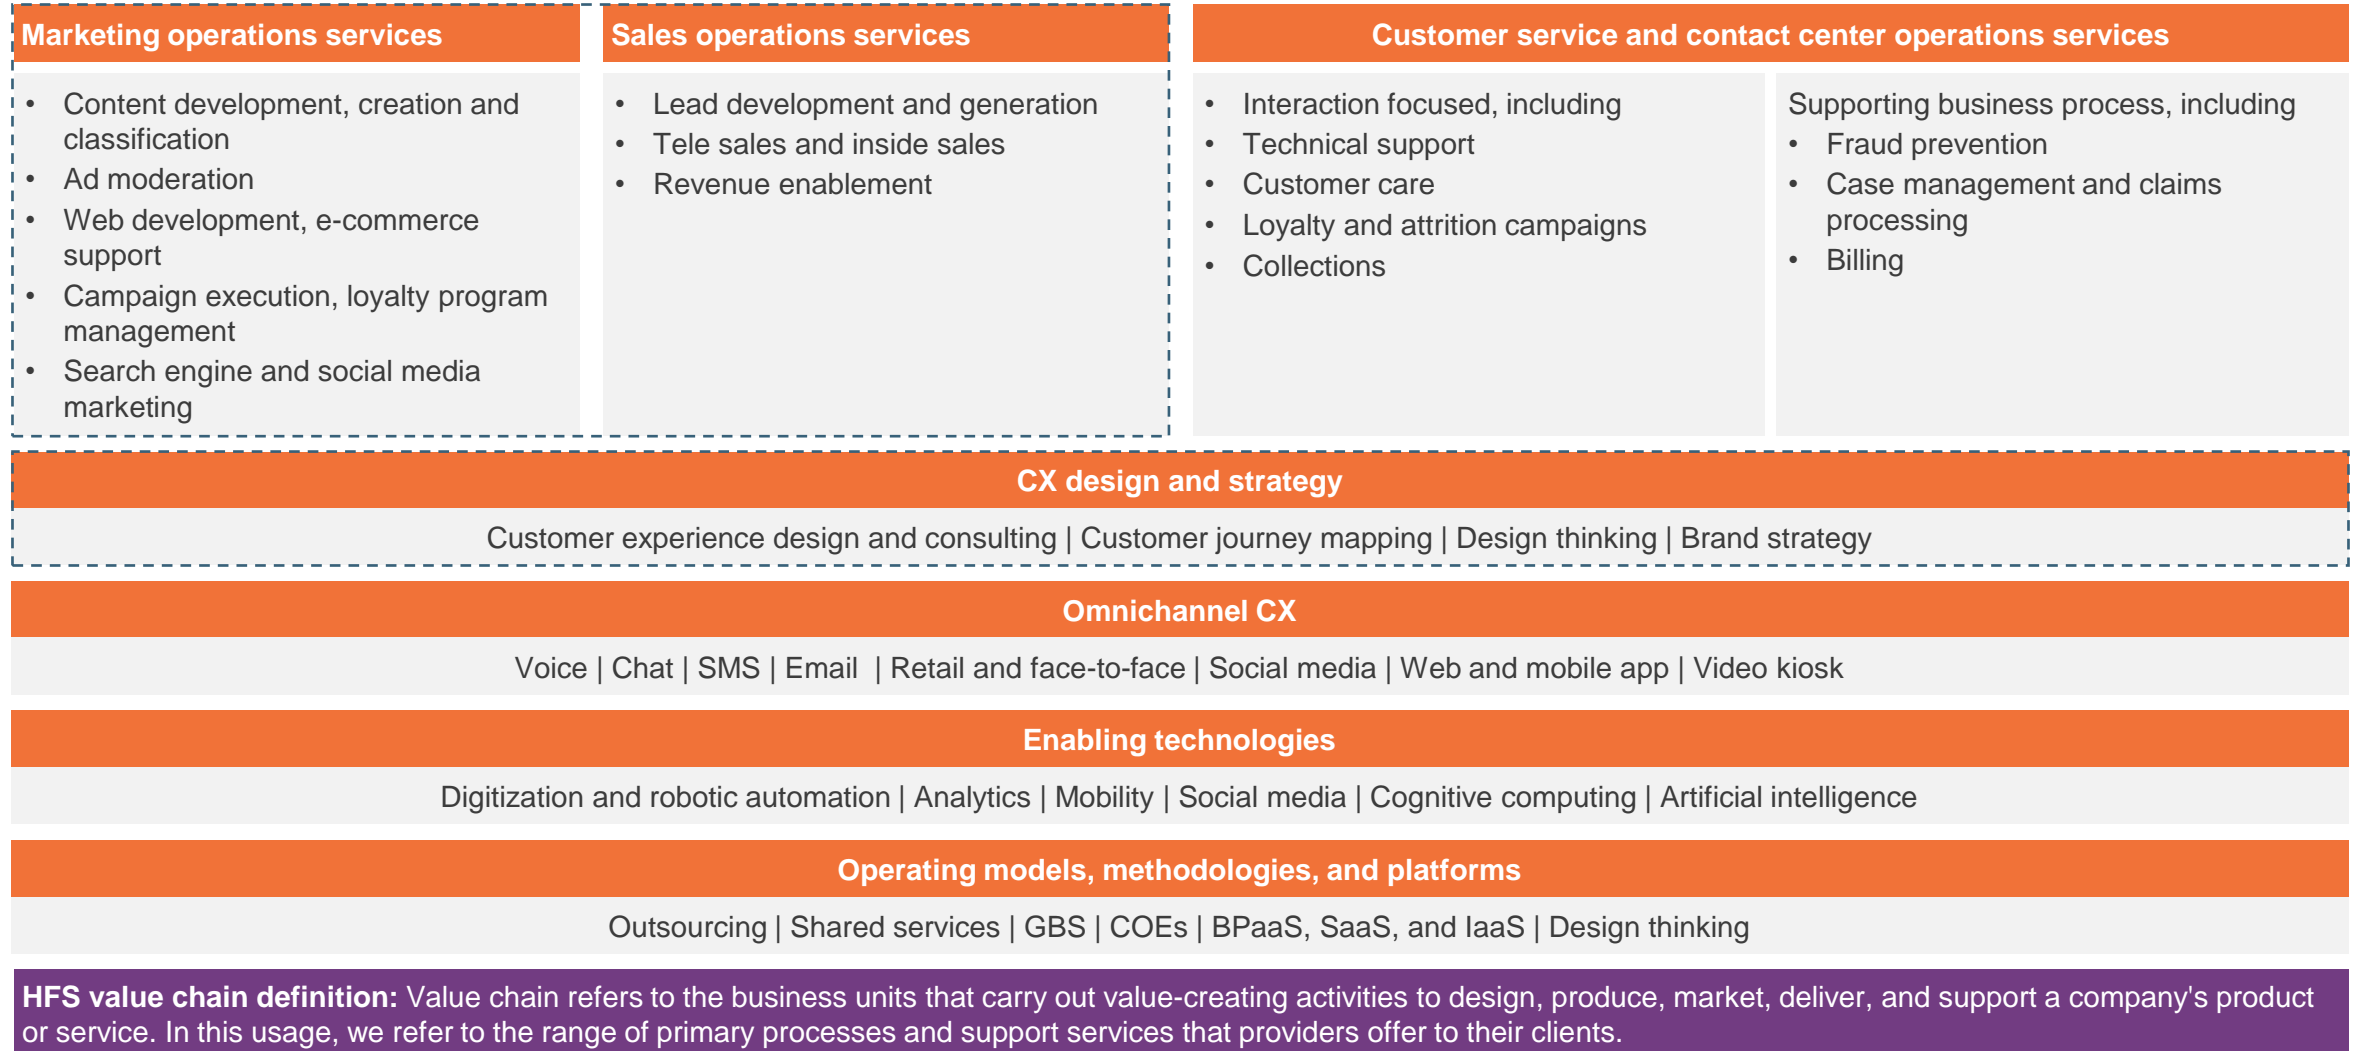 Marketing operations services
• Content development, creation and
classification
• Ad moderation
• Web development, e-commerce
support
• Campaign execution, loyalty program
management
• Search engine and social media
marketing
Sales operations services
• Lead development and generation
• Tele sales and inside sales
• Revenue enablement
Customer service and contact center operations services
• Interaction focused, including
• Technical support
• Customer care
• Loyalty and attrition campaigns
• Collections
Supporting business process, including
• Fraud prevention
• Case management and claims
processing
• Billing
CX design and strategy
Customer experience design and consulting | Customer journey mapping | Design thinking | Brand strategy
Omnichannel CX
Voice | Chat | SMS | Email | Retail and face-to-face | Social media | Web and mobile app | Video kiosk
Enabling technologies
Digitization and robotic automation | Analytics | Mobility | Social media | Cognitive computing | Artificial intelligence
Operating models, methodologies, and platforms
Outsourcing | Shared services | GBS | COEs | BPaaS, SaaS, and IaaS | Design thinking
HFS value chain definition: Value chain refers to the business units that carry out value-creating activities to design, produce, market, deliver, and support a company's product
or service. In this usage, we refer to the range of primary processes and support services that providers offer to their clients.